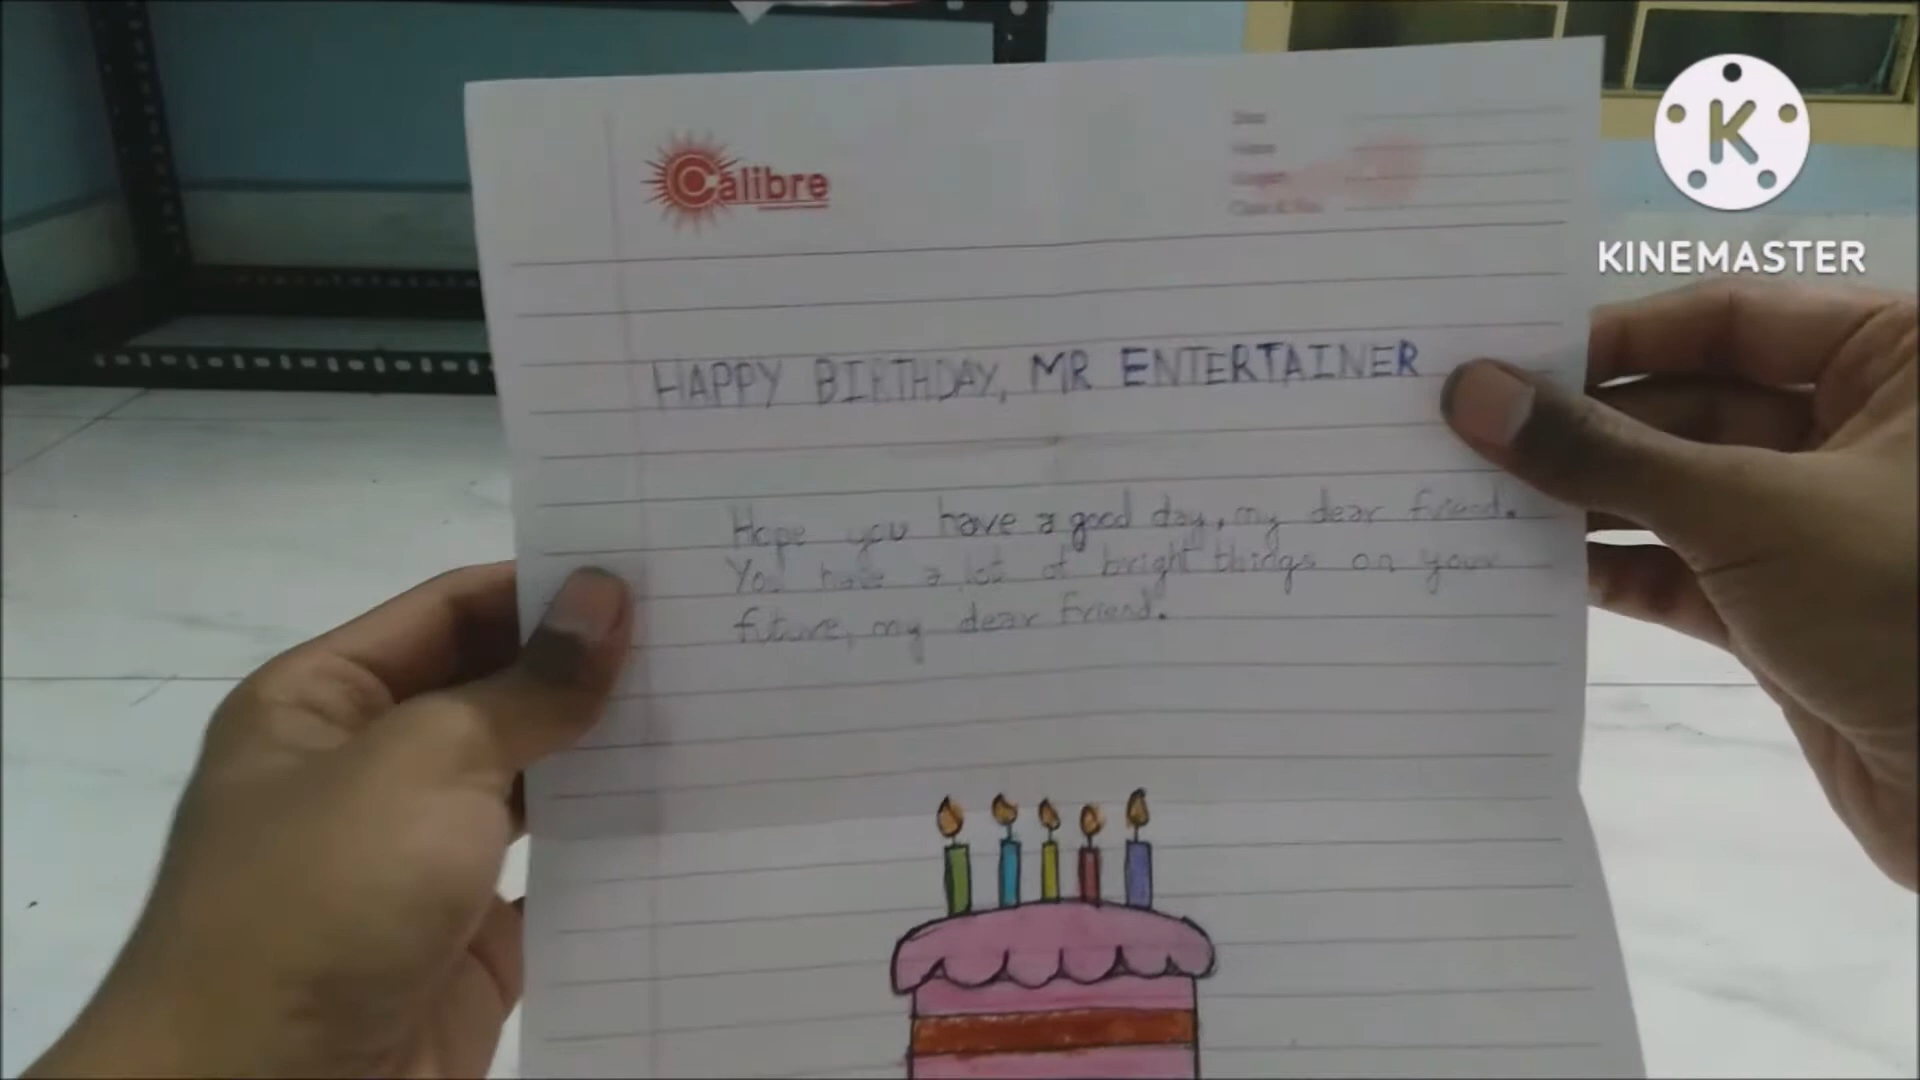 Calibre
KINEMASTER
HAPPY BIRTHDAY, MR ENTERTAINER
Hope you have a good day, my dear friend.
You have a lot of bright things on your
future, my dear friend.